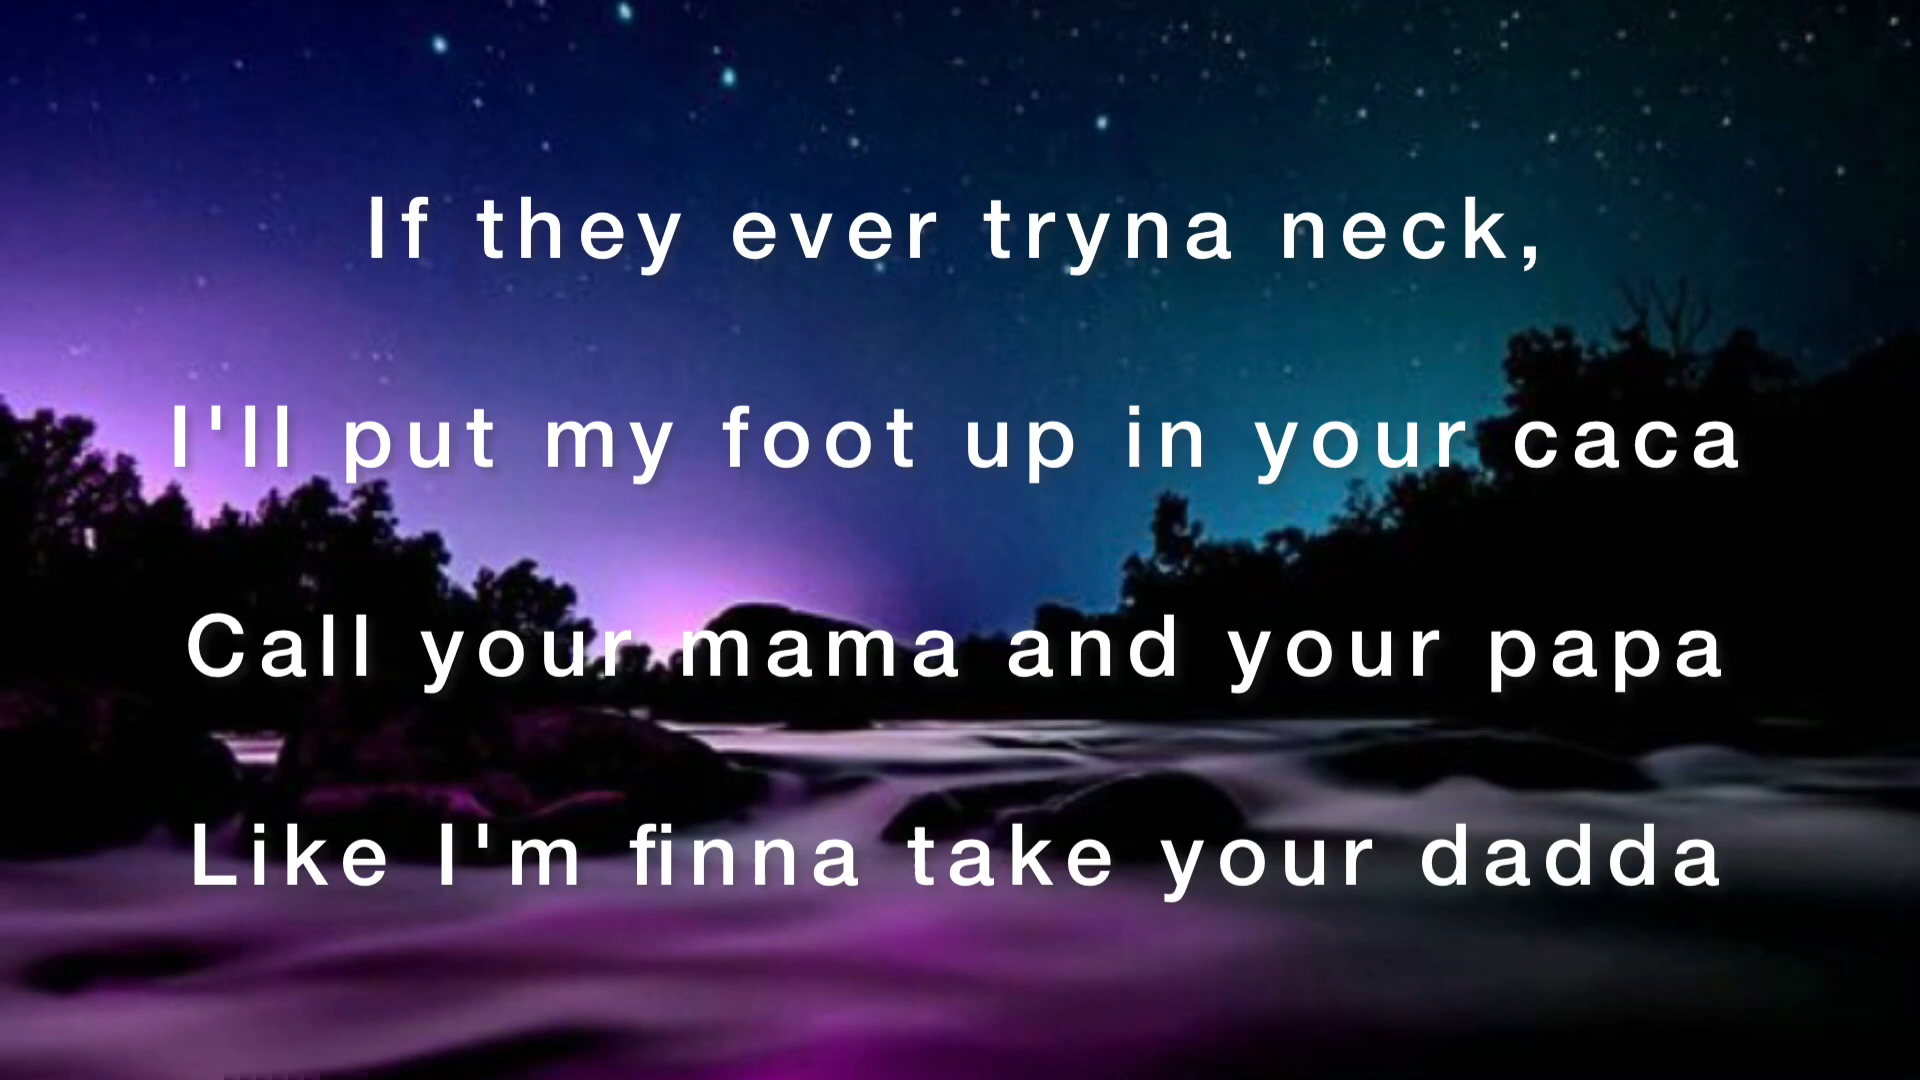 If they ever tryna neck,
I'll put my foot up in your caca
Call your mama and your papa
Like I'm finna take your dadda